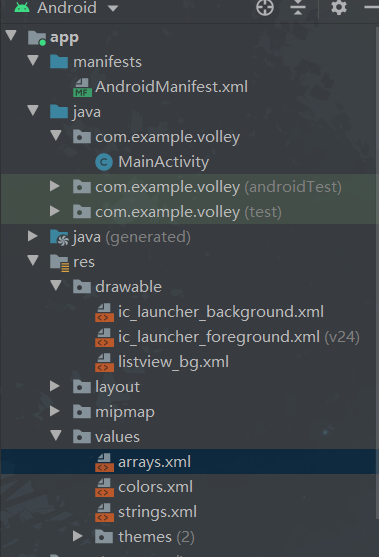 Android
app
manifests
AndroidManifest.xml
java
com.example.volley
MainActivity
com.example.volley (androidTest)
com.example.volley (test)
java (generated)
res
drawable
ic_launcher_background.xml
ic_launcher_foreground.xml (v24)
listview_bg.xml
layout
mipmap
values
arrays.xml
colors.xml
strings.xml
themes (2)